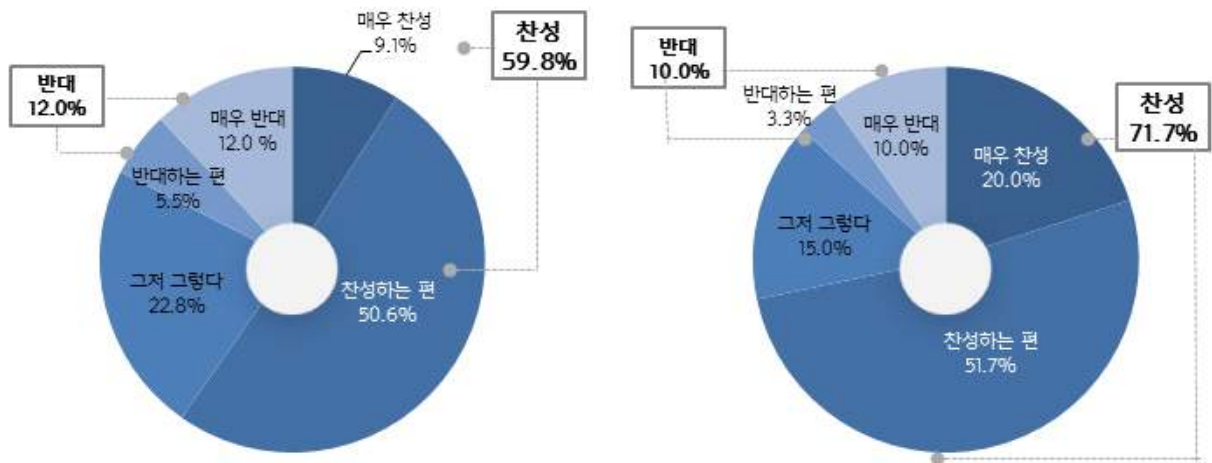 매우 찬성
9.1%
찬성
59.8%
반대
12.0%
매우 반대
12.0 %
반대하는 편
5.5%
그저 그렇다
22.8%
찬성하는 편
50.6%
반대
10.0%
반대하는 편
3.3%
매우 반대
10.0%
찬성
71.7%
매우 찬성
20.0%
그저 그렇다
15.0%
찬성하는 편
51.7%